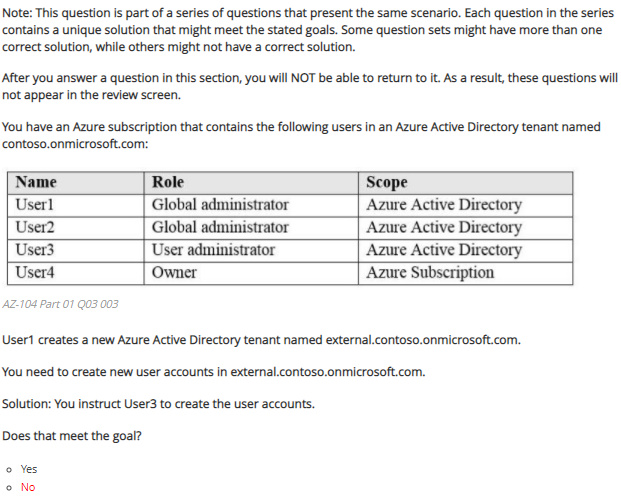 Note: This question is part of a series of questions that present the same scenario. Each question in the series
contains a unique solution that might meet the stated goals. Some question sets might have more than one
correct solution, while others might not have a correct solution.
After you answer a question in this section, you will NOT be able to return to it. As a result, these questions will
not appear in the review screen.
You have an Azure subscription that contains the following users in an Azure Active Directory tenant named
contoso.onmicrosoft.com:
Name Role Scope
User1 Global administrator Azure Active Directory
User2 Global administrator Azure Active Directory
User3 User administrator Azure Active Directory
User4 Owner Azure Subscription
AZ-104 Part 01 Q03 003
User1 creates a new Azure Active Directory tenant named external.contoso.onmicrosoft.com.
You need to create new user accounts in external.contoso.onmicrosoft.com.
Solution: You instruct User3 to create the user accounts.
Does that meet the goal?
Yes
No